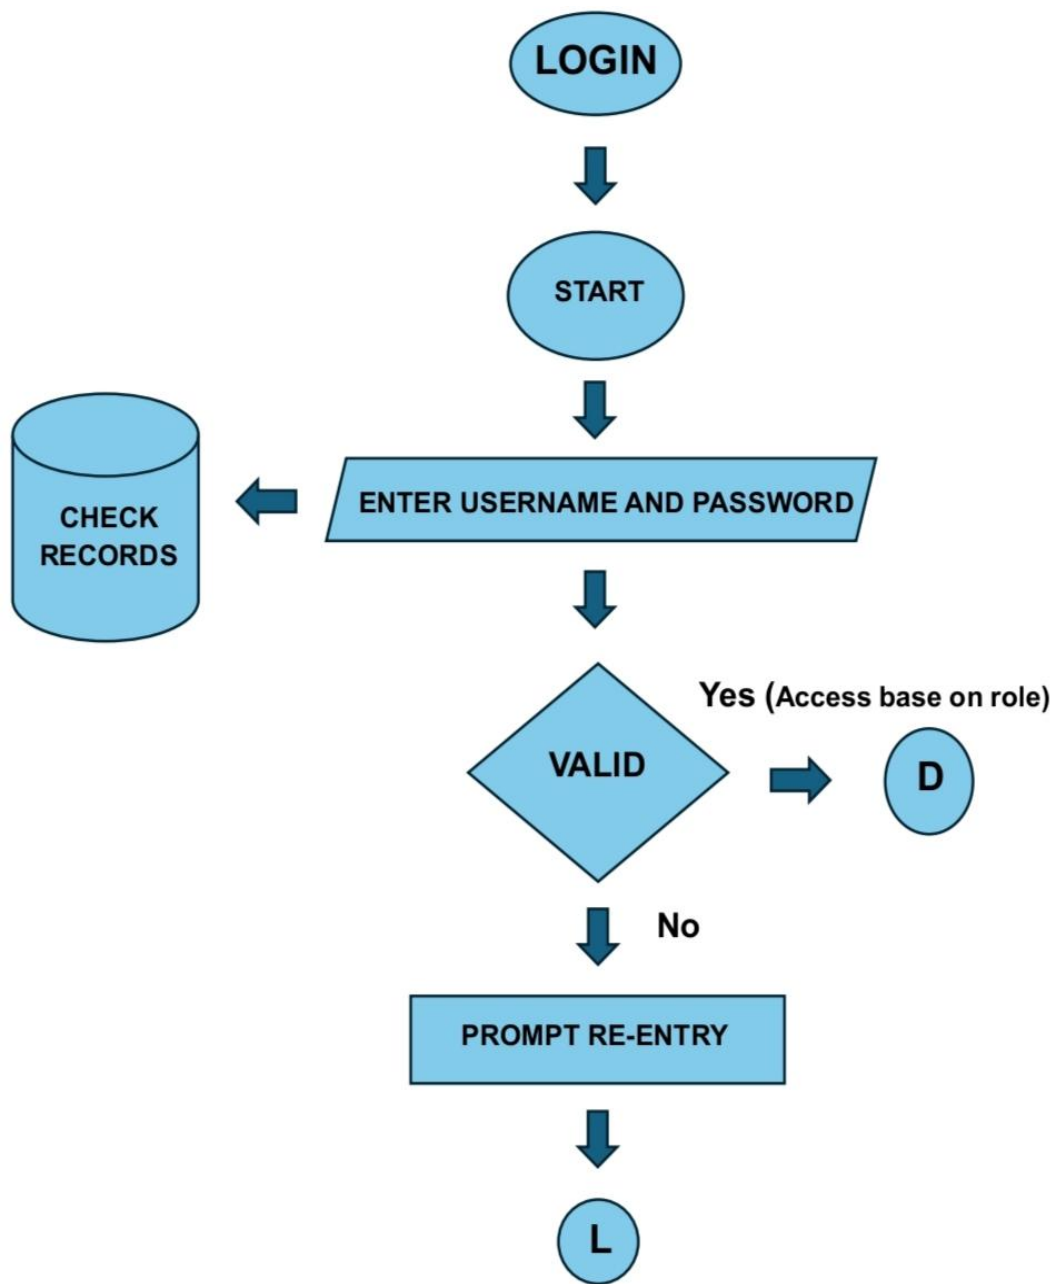 LOGIN
START
ENTER USERNAME AND PASSWORD
CHECK
RECORDS
Yes (Access base on role)
VALID
D
No
PROMPT RE-ENTRY
L